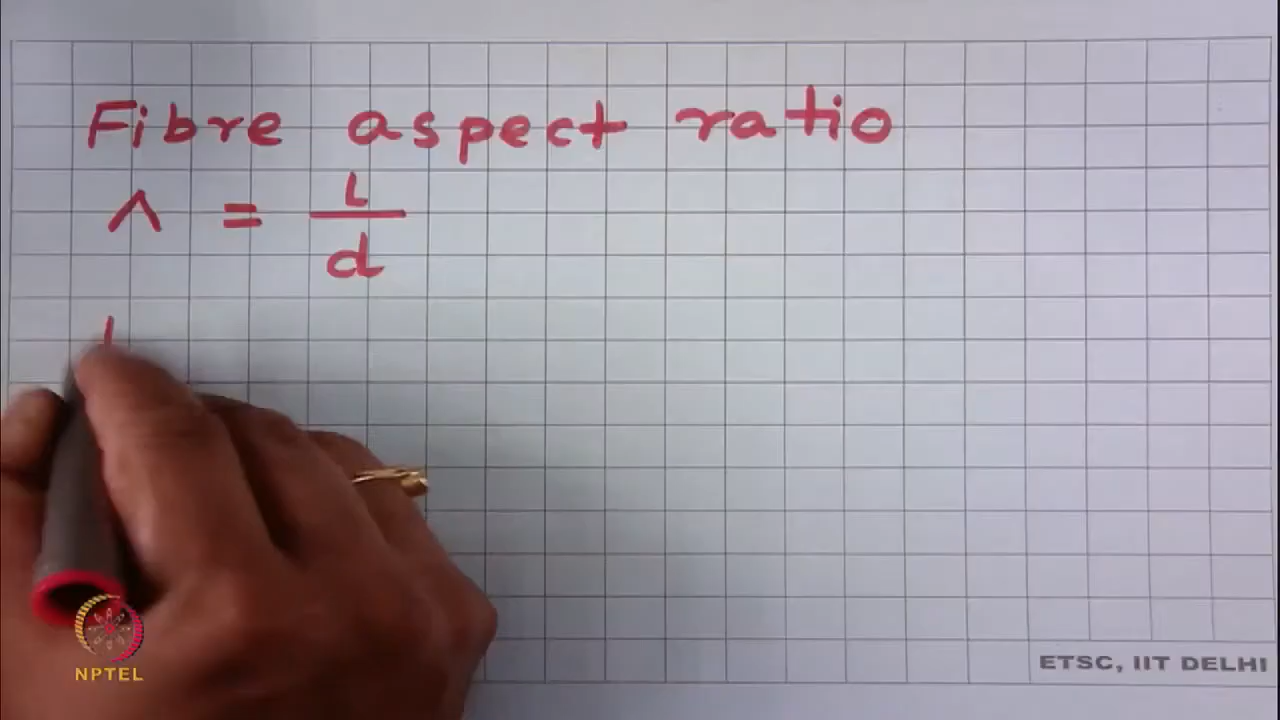 Fibre aspect ratio
Λ = l/d
l
NPTEL
ETSC, IIT DELHI